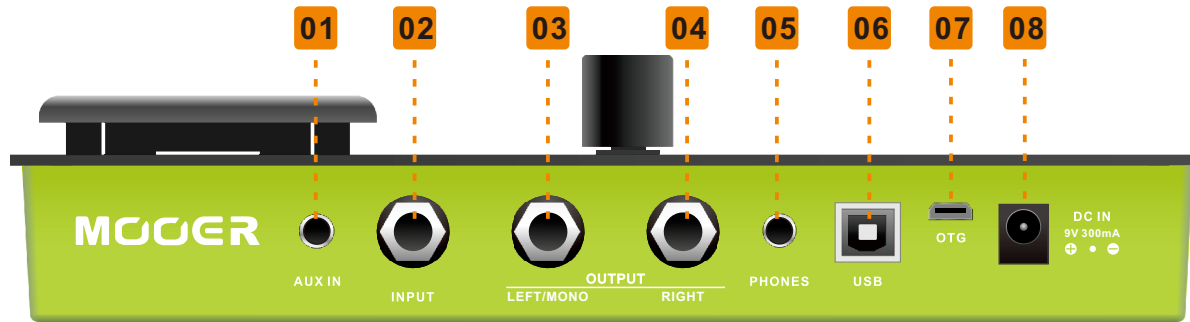 01 02 03 04 05 06 07 08
MOOER
AUX IN
INPUT
OUTPUT
LEFT/MONO RIGHT
PHONES
USB
OTG
DC IN
9V 300mA